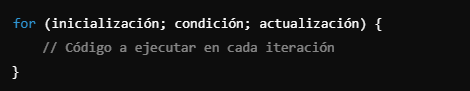 for (inicialización; condición; actualización) {
    // Código a ejecutar en cada iteración
}